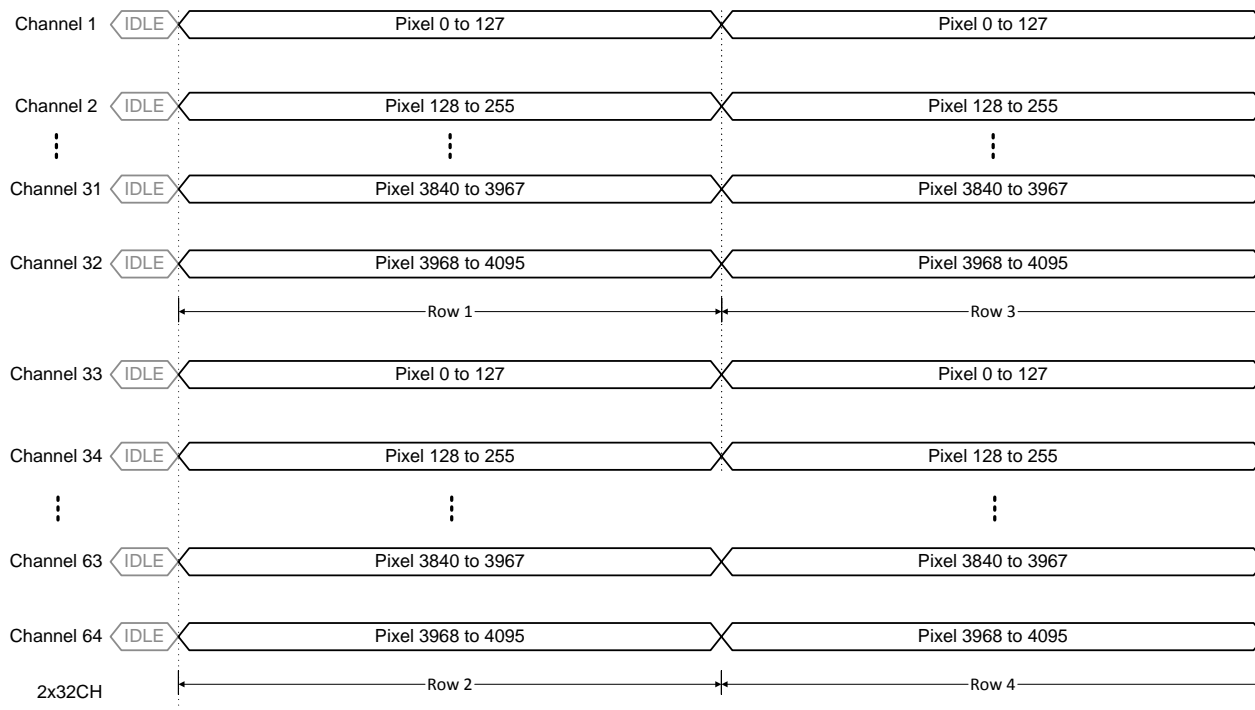 Channel 1 IDLE Pixel 0 to 127 Pixel 0 to 127
Channel 2 IDLE Pixel 128 to 255 Pixel 128 to 255
Channel 31 IDLE Pixel 3840 to 3967 Pixel 3840 to 3967
Channel 32 IDLE Pixel 3968 to 4095 Pixel 3968 to 4095
Row 1 Row 3
Channel 33 IDLE Pixel 0 to 127 Pixel 0 to 127
Channel 34 IDLE Pixel 128 to 255 Pixel 128 to 255
Channel 63 IDLE Pixel 3840 to 3967 Pixel 3840 to 3967
Channel 64 IDLE Pixel 3968 to 4095 Pixel 3968 to 4095
2x32CH Row 2 Row 4